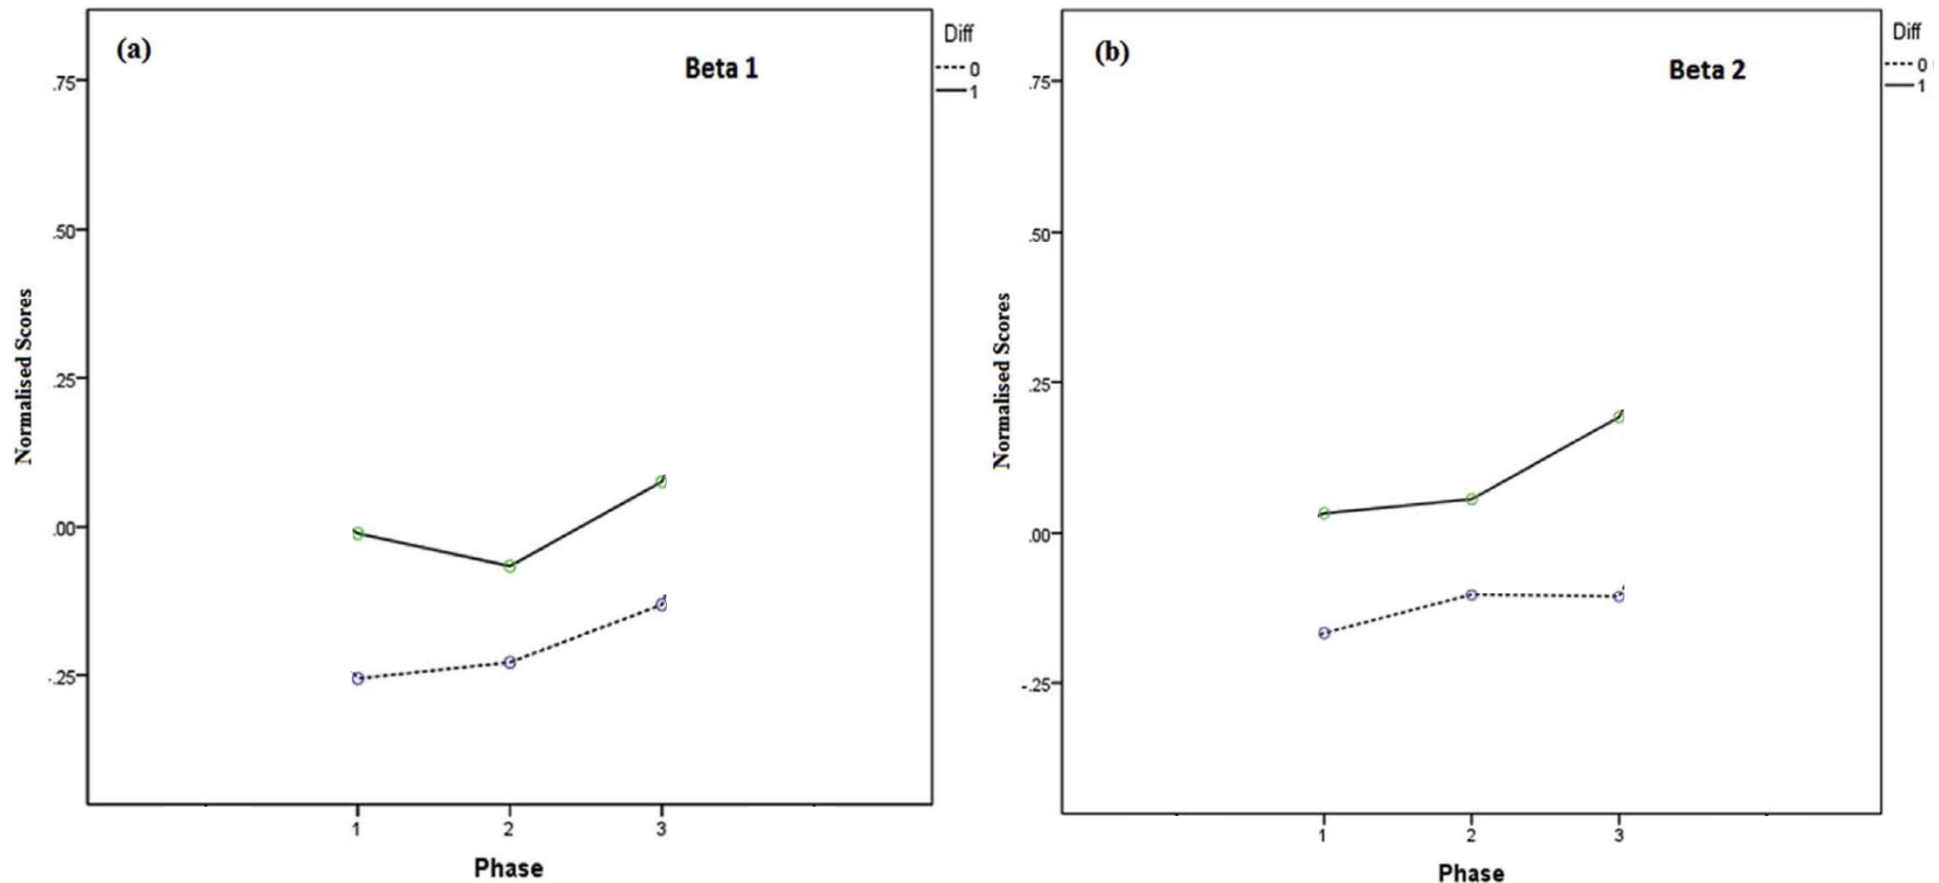 (a)
Beta 1
Diff
0
1
.75
.50
.25
.00
-.25
Normalised Scores
1 2 3
Phase
(b)
Beta 2
Diff
0
1
.75
.50
.25
.00
-.25
Normalised Scores
1 2 3
Phase